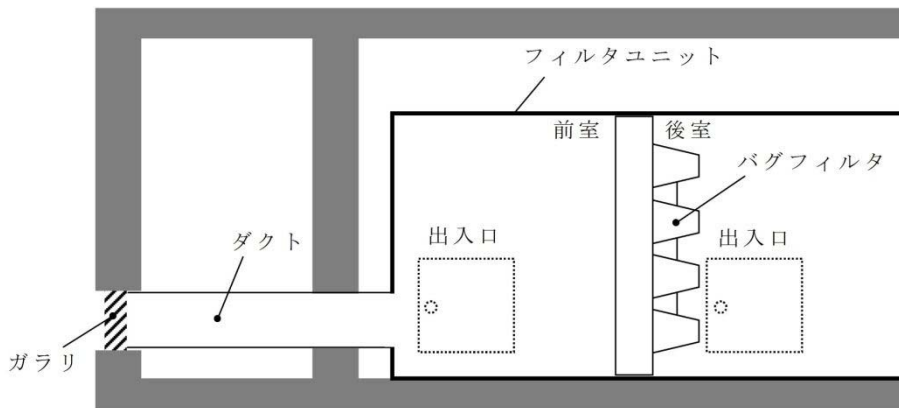 フィルタユニット
前室
後室
バグフィルタ
ダクト
出入口
出入口
ガラリ